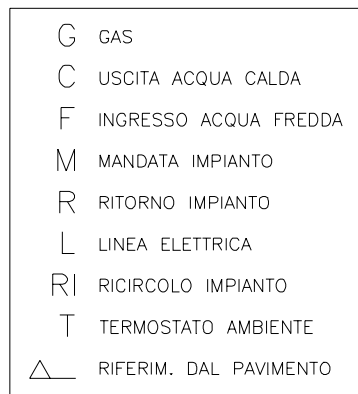 G GAS
C USCITA ACQUA CALDA
F INGRESSO ACQUA FREDDA
M MANDATA IMPIANTO
R RITORNO IMPIANTO
L LINEA ELETTRICA
RI RICIRCOLO IMPIANTO
T TERMOSTATO AMBIENTE
RIFERIM. DAL PAVIMENTO